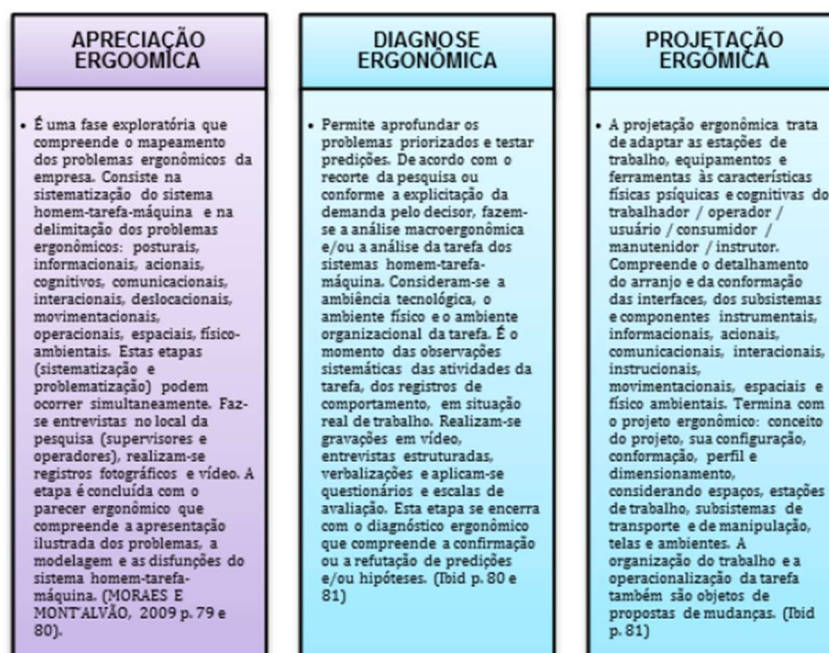 APRECIAÇÃO
ERGOOMICA
• É uma fase exploratória que
compreende o mapeamento
dos problemas ergonômicos da
empresa. Consiste na
sistematização do sistema
homem-tarefa-máquina e na
delimitação dos problemas
ergonômicos: posturais,
informacionais, acionais,
cognitivos, comunicacionais,
interacionais, deslocacionais,
movimentacionais,
operacionais, espaciais, físico-
ambientais. Estas etapas
(sistematização e
problematização) podem
ocorrer simultaneamente. Faz-
se entrevistas no local da
pesquisa (supervisores e
operadores), realizam-se
registros fotográficos e vídeo. A
etapa é concluída com o
parecer ergonômico que
compreende a apresentação
ilustrada dos problemas, a
modelagem e as disfunções do
sistema homem-tarefa-
máquina. (MORAES E
MONT'ALVÃO, 2009 p. 79 e
80).
DIAGNOSE
ERGONÔMICA
• Permite aprofundar os
problemas priorizados e testar
predições. De acordo com o
recorte da pesquisa ou
conforme a explicitação da
demanda pelo decisor, fazem-
se a análise macroergonômica
e/ou a análise da tarefa dos
sistemas homem-tarefa-
máquina. Consideram-se a
ambiência tecnológica, o
ambiente físico e o ambiente
organizacional da tarefa. É o
momento das observações
sistemáticas das atividades da
tarefa, dos registros de
comportamento, em situação
real de trabalho. Realizam-se
gravações em vídeo,
entrevistas estruturadas,
verbalizações e aplicam-se
questionários e escalas de
avaliação. Esta etapa se encerra
com o diagnóstico ergonômico
que compreende a confirmação
ou a refutação de predições
e/ou hipóteses. (Ibid p. 80 e
81)
PROJETAÇÃO
ERGÔMICA
• A projetação ergonômica trata
de adaptar as estações de
trabalho, equipamentos e
ferramentas às características
físicas psíquicas e cognitivas do
trabalhador / operador /
usuário / consumidor /
manutenidor / instrutor.
Compreende o detalhamento
do arranjo e da conformação
das interfaces, dos subsistemas
e componentes instrumentais,
informacionais, acionais,
comunicacionais, interacionais,
instrucionais,
movimentacionais, espaciais e
físico ambientais. Termina com
o projeto ergonômico: conceito
do projeto, sua configuração,
conformação, perfil e
dimensionamento,
considerando espaços, estações
de trabalho, subsistemas de
transporte e de manipulação,
telas e ambientes. A
organização do trabalho e a
operacionalização da tarefa
também são objetos de
propostas de mudanças. (Ibid
p. 81)